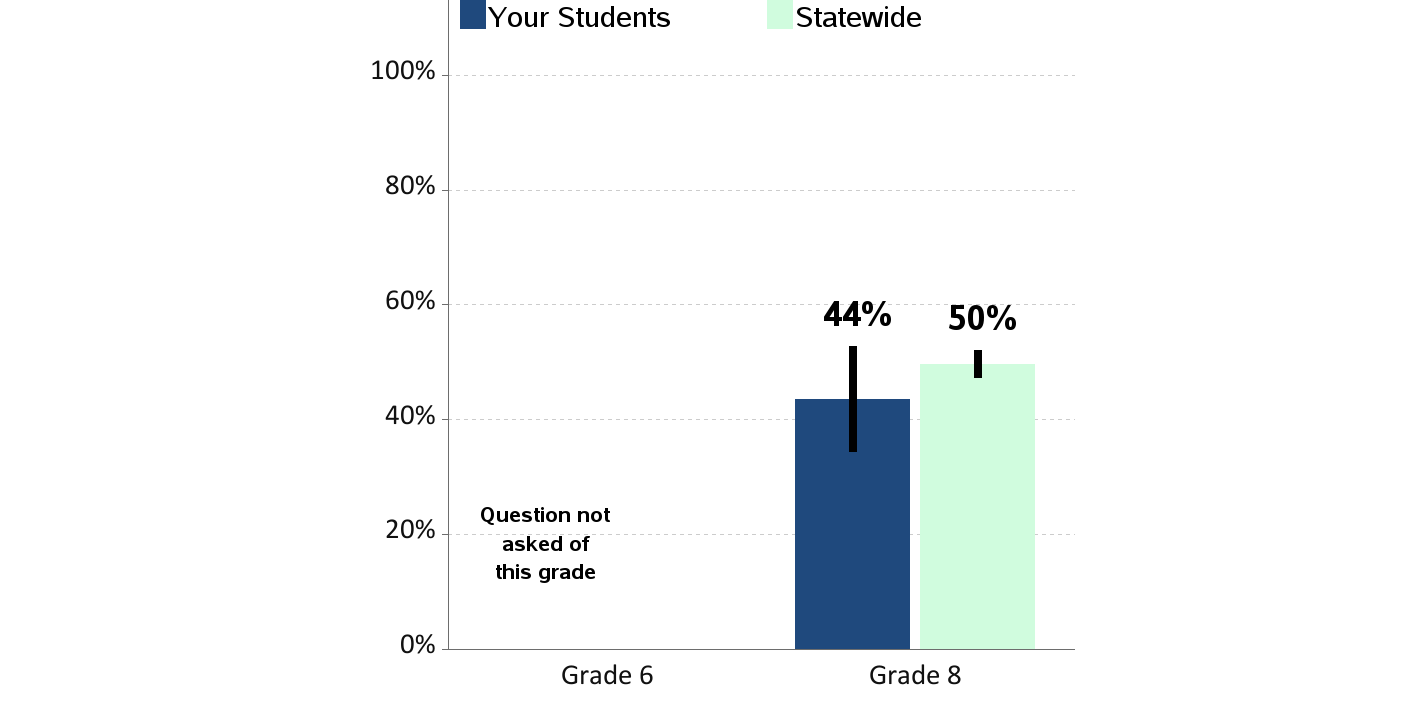 Your Students Statewide
100%
80%
60%
44% 50%
40%
Question not
20%
asked of
this grade
0%
Grade 6 Grade 8